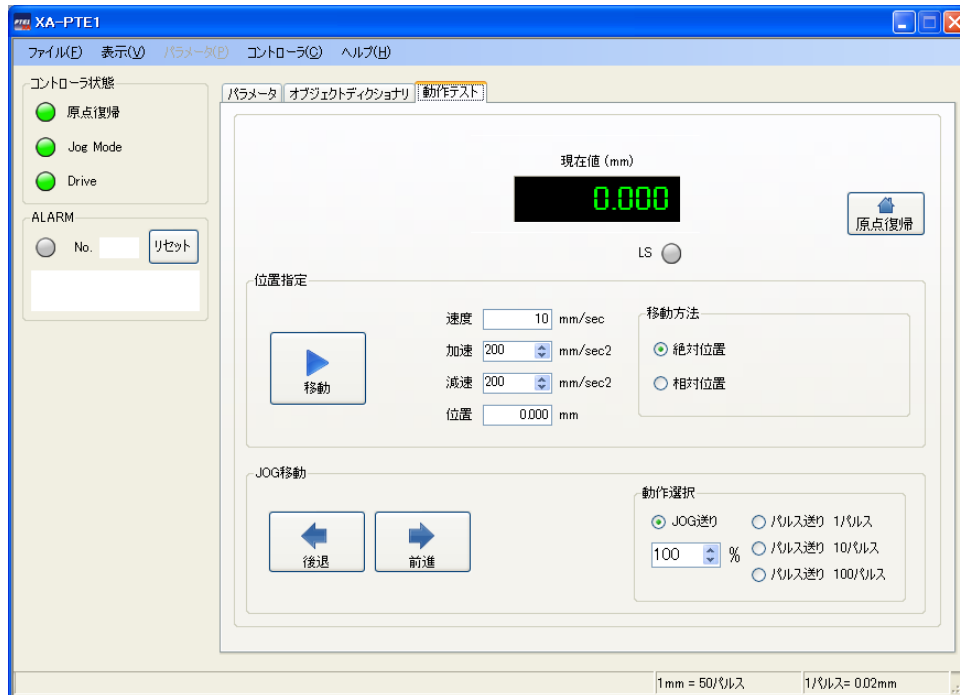 XA-PTE1
ファイル(F) 表示(V) パラメータ(P) コントローラ(C) ヘルプ(H)
コントローラ状態
原点復帰
Jog Mode
Drive
ALARM
No. リセット
パラメータ オブジェクトディクショナリ 動作テスト
現在値 (mm)
0.000
原点復帰
LS
位置指定
移動
速度 10 mm/sec
加速 200 mm/sec2
減速 200 mm/sec2
位置 0.000 mm
移動方法
絶対位置
相対位置
JOG移動
後退 前進
動作選択
JOG送り パルス送り 1パルス
100 % パルス送り 10パルス
パルス送り 100パルス
1mm = 50パルス 1パルス= 0.02mm